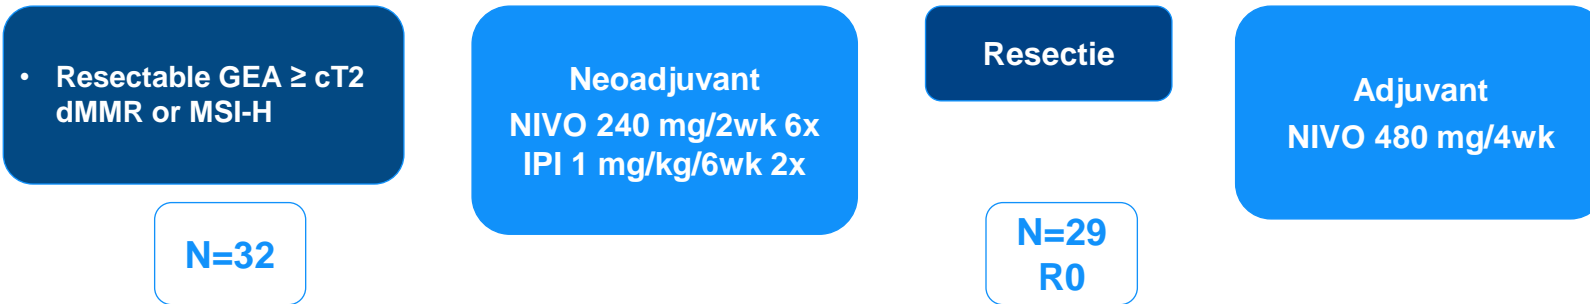 • Resectable GEA ≥ cT2
dMMR or MSI-H
N=32
Neoadjuvant
NIVO 240 mg/2wk 6x
IPI 1 mg/kg/6wk 2x
Resectie
N=29
R0
Adjuvant
NIVO 480 mg/4wk